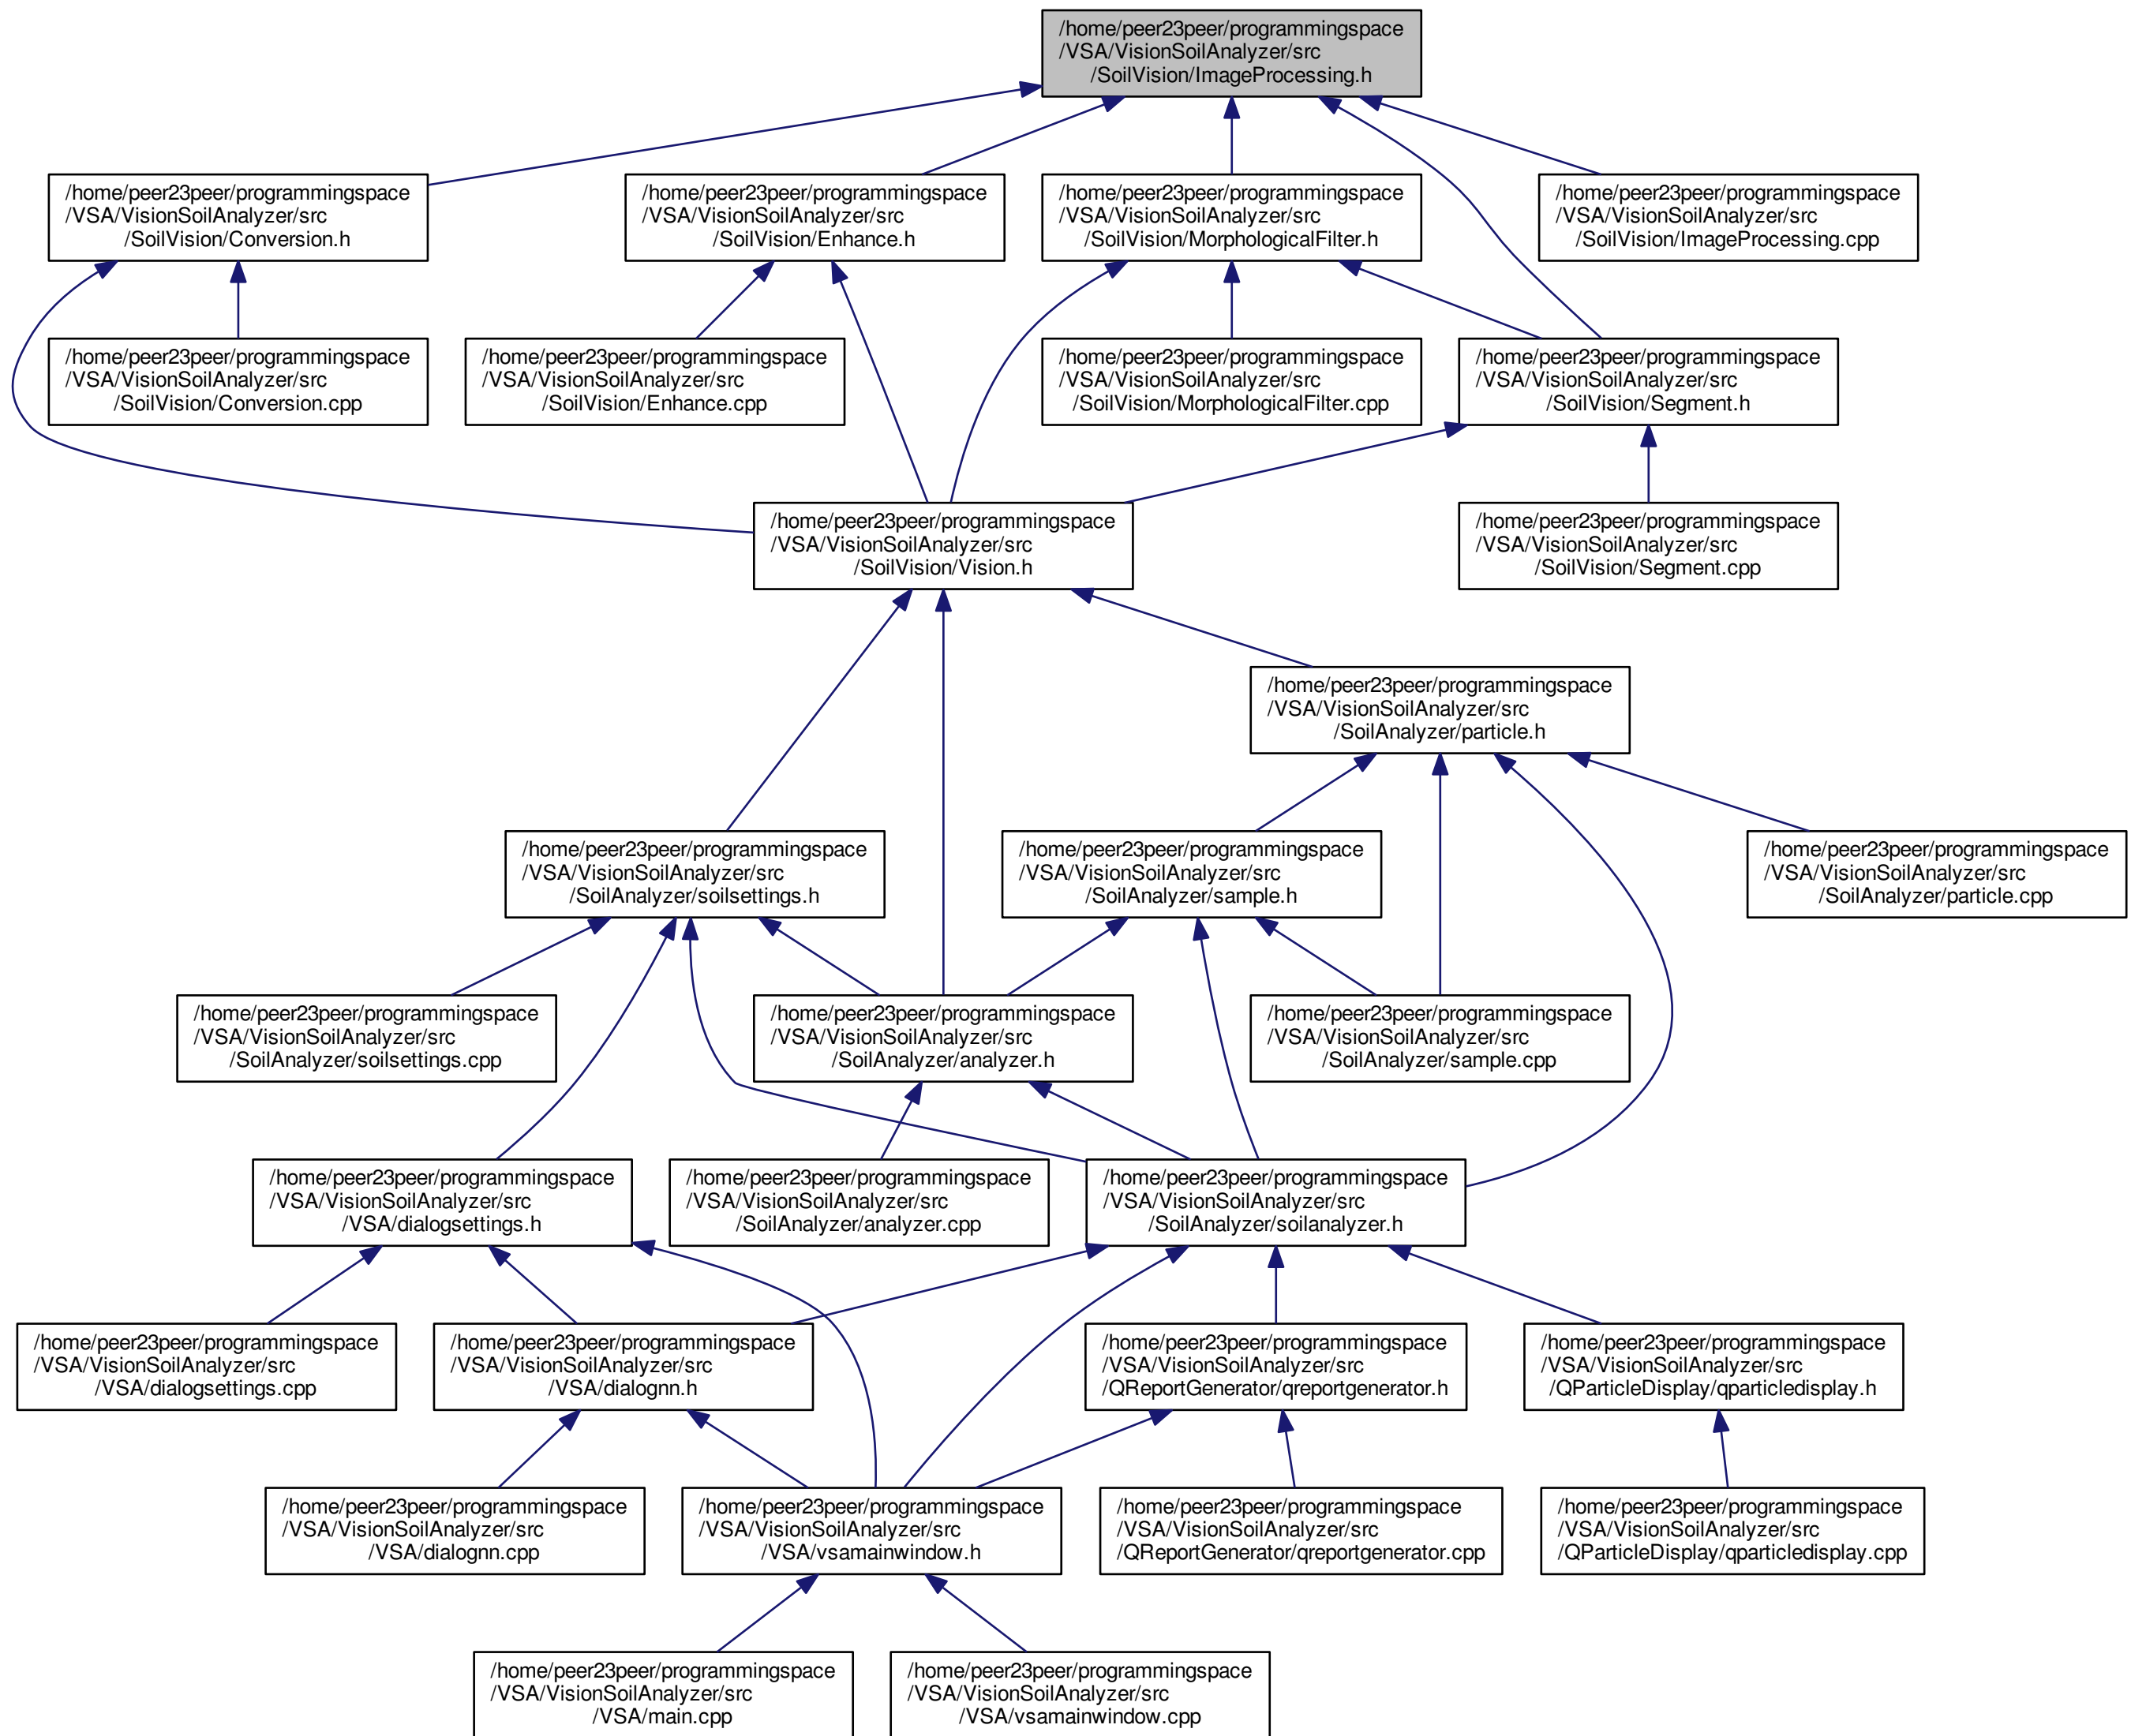 /home/peer23peer/programmingspace
/VSA/VisionSoilAnalyzer/src
/SoilVision/ImageProcessing.h
/home/peer23peer/programmingspace
/VSA/VisionSoilAnalyzer/src
/SoilVision/Conversion.h
/home/peer23peer/programmingspace
/VSA/VisionSoilAnalyzer/src
/SoilVision/Enhance.h
/home/peer23peer/programmingspace
/VSA/VisionSoilAnalyzer/src
/SoilVision/MorphologicalFilter.h
/home/peer23peer/programmingspace
/VSA/VisionSoilAnalyzer/src
/SoilVision/ImageProcessing.cpp
/home/peer23peer/programmingspace
/VSA/VisionSoilAnalyzer/src
/SoilVision/Conversion.cpp
/home/peer23peer/programmingspace
/VSA/VisionSoilAnalyzer/src
/SoilVision/Enhance.cpp
/home/peer23peer/programmingspace
/VSA/VisionSoilAnalyzer/src
/SoilVision/MorphologicalFilter.cpp
/home/peer23peer/programmingspace
/VSA/VisionSoilAnalyzer/src
/SoilVision/Segment.h
/home/peer23peer/programmingspace
/VSA/VisionSoilAnalyzer/src
/SoilVision/Vision.h
/home/peer23peer/programmingspace
/VSA/VisionSoilAnalyzer/src
/SoilVision/Segment.cpp
/home/peer23peer/programmingspace
/VSA/VisionSoilAnalyzer/src
/SoilAnalyzer/particle.h
/home/peer23peer/programmingspace
/VSA/VisionSoilAnalyzer/src
/SoilAnalyzer/soilsettings.h
/home/peer23peer/programmingspace
/VSA/VisionSoilAnalyzer/src
/SoilAnalyzer/sample.h
/home/peer23peer/programmingspace
/VSA/VisionSoilAnalyzer/src
/SoilAnalyzer/particle.cpp
/home/peer23peer/programmingspace
/VSA/VisionSoilAnalyzer/src
/SoilAnalyzer/soilsettings.cpp
/home/peer23peer/programmingspace
/VSA/VisionSoilAnalyzer/src
/SoilAnalyzer/analyzer.h
/home/peer23peer/programmingspace
/VSA/VisionSoilAnalyzer/src
/SoilAnalyzer/sample.cpp
/home/peer23peer/programmingspace
/VSA/VisionSoilAnalyzer/src
/VSA/dialogsettings.h
/home/peer23peer/programmingspace
/VSA/VisionSoilAnalyzer/src
/SoilAnalyzer/analyzer.cpp
/home/peer23peer/programmingspace
/VSA/VisionSoilAnalyzer/src
/SoilAnalyzer/soilanalyzer.h
/home/peer23peer/programmingspace
/VSA/VisionSoilAnalyzer/src
/VSA/dialogsettings.cpp
/home/peer23peer/programmingspace
/VSA/VisionSoilAnalyzer/src
/VSA/dialognn.h
/home/peer23peer/programmingspace
/VSA/VisionSoilAnalyzer/src
/QReportGenerator/qreportgenerator.h
/home/peer23peer/programmingspace
/VSA/VisionSoilAnalyzer/src
/QParticleDisplay/qparticledisplay.h
/home/peer23peer/programmingspace
/VSA/VisionSoilAnalyzer/src
/VSA/dialognn.cpp
/home/peer23peer/programmingspace
/VSA/VisionSoilAnalyzer/src
/VSA/vsamainwindow.h
/home/peer23peer/programmingspace
/VSA/VisionSoilAnalyzer/src
/QReportGenerator/qreportgenerator.cpp
/home/peer23peer/programmingspace
/VSA/VisionSoilAnalyzer/src
/QParticleDisplay/qparticledisplay.cpp
/home/peer23peer/programmingspace
/VSA/VisionSoilAnalyzer/src
/VSA/main.cpp
/home/peer23peer/programmingspace
/VSA/VisionSoilAnalyzer/src
/VSA/vsamainwindow.cpp